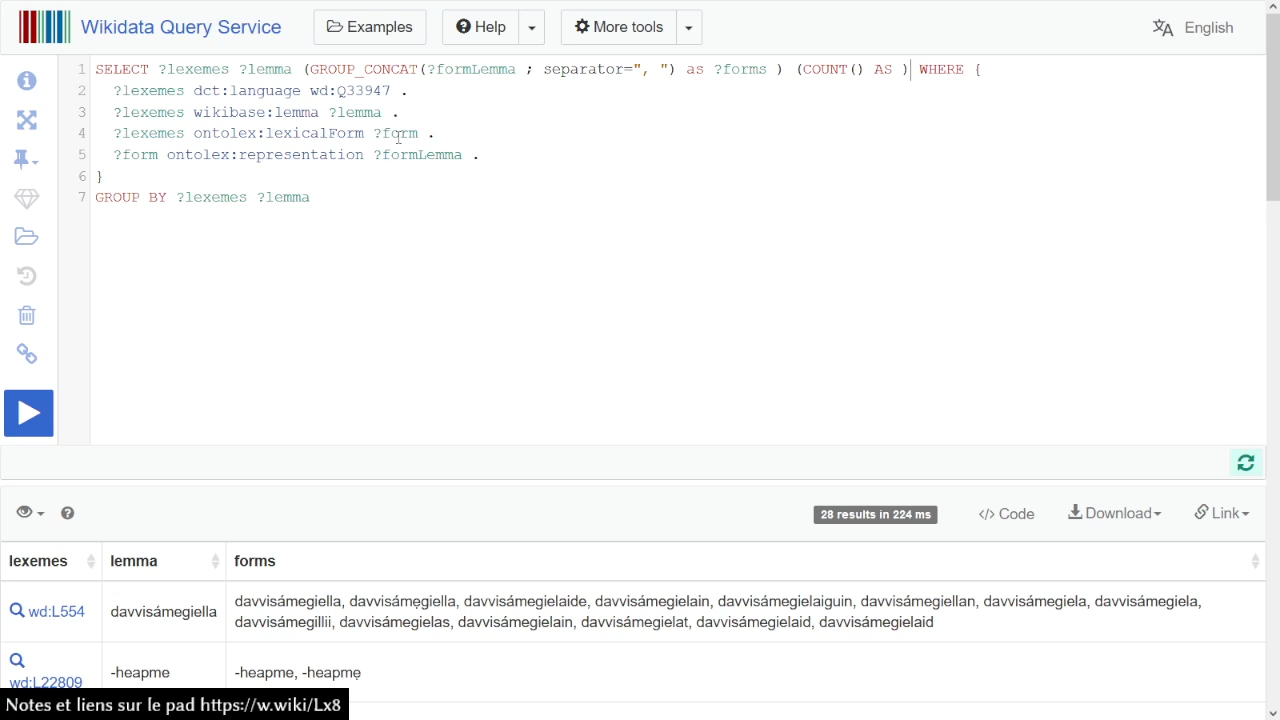 Wikidata Query Service
Examples
Help
More tools
English
1 SELECT ?lexemes ?lemma (GROUP_CONCAT(?formLemma ; separator=", ") as ?forms ) (COUNT() AS ) WHERE {
2 ?lexemes dct:language wd:Q33947 .
3 ?lexemes wikibase:lemma ?lemma .
4 ?lexemes ontolex:lexicalForm ?form .
5 ?form ontolex:representation ?formLemma .
6 }
7 GROUP BY ?lexemes ?lemma
28 results in 224 ms
</> Code
Download
Link
lexemes lemma forms
wd:L554 davvisámegiella davvisámegiella, davvisámẹgiella, davvisámegielaide, davvisámegielain, davvisámegielaiguin, davvisámegiellan, davvisámegiela, davvisámegiela,
davvisámegillii, davvisámegielas, davvisámegielain, davvisámegielat, davvisámegielaid, davvisámegielaid
wd:L22809 -heapme -heapme, -heapmẹ
Notes et liens sur le pad https://w.wiki/Lx8